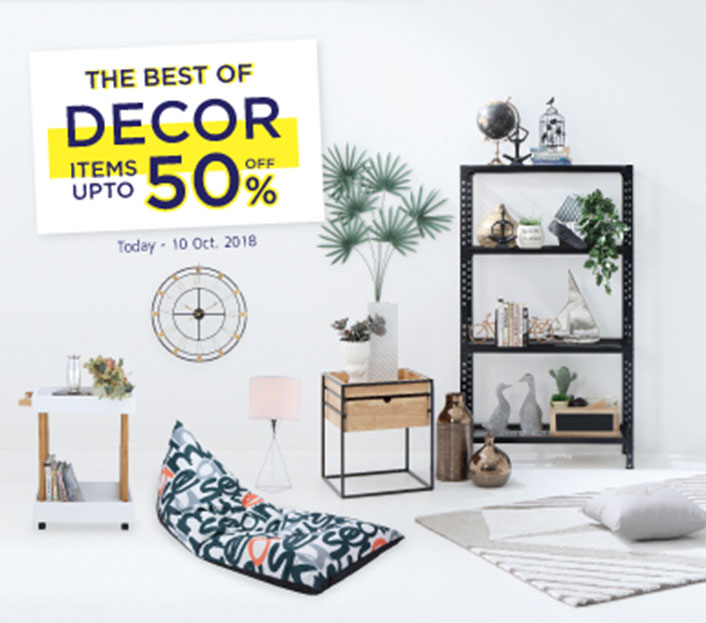 THE BEST OF
DECOR
ITEMS UPTO 50% OFF
Today - 10 Oct. 2018